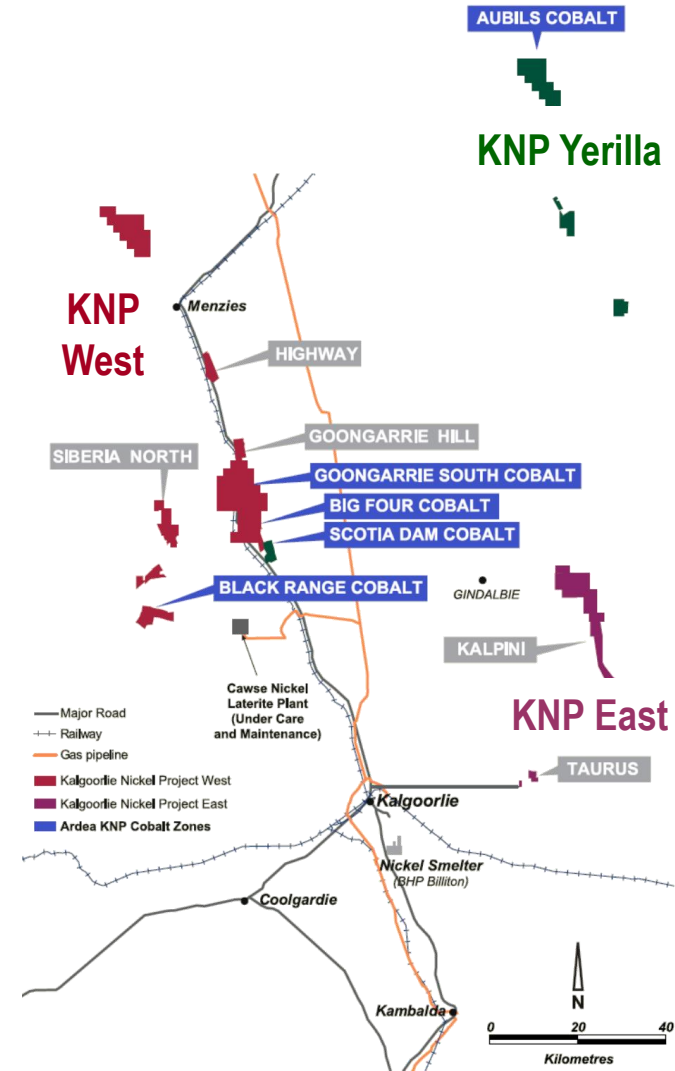 AUBILS COBALT
KNP Yerilla
KNP
West
Menzies
HIGHWAY
GOONGARRIE HILL
SIBERIA NORTH
GOONGARRIE SOUTH COBALT
BIG FOUR COBALT
SCOTIA DAM COBALT
BLACK RANGE COBALT
GINDALBIE
KALPINI
Cawse Nickel
Laterite Plant
(Under Care
and Maintenance)
KNP East
Major Road
Railway
Gas pipeline
Kalgoorlie Nickel Project West
Kalgoorlie Nickel Project East
Ardea KNP Cobalt Zones
TAURUS
Kalgoorlie
Nickel Smelter
(BHP Billiton)
Coolgardie
Kambalda
N
0 20 40
Kilometres